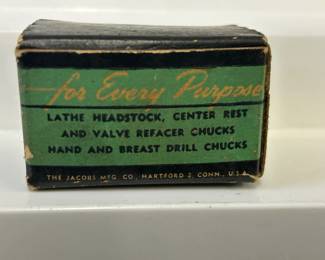 for Every Purpose
LATHE HEADSTOCK, CENTER REST
AND VALVE REFACER CHUCKS
HAND AND BREAST DRILL CHUCKS
THE JACOBS MFG. CO., HARTFORD 2, CONN., U.S.A.